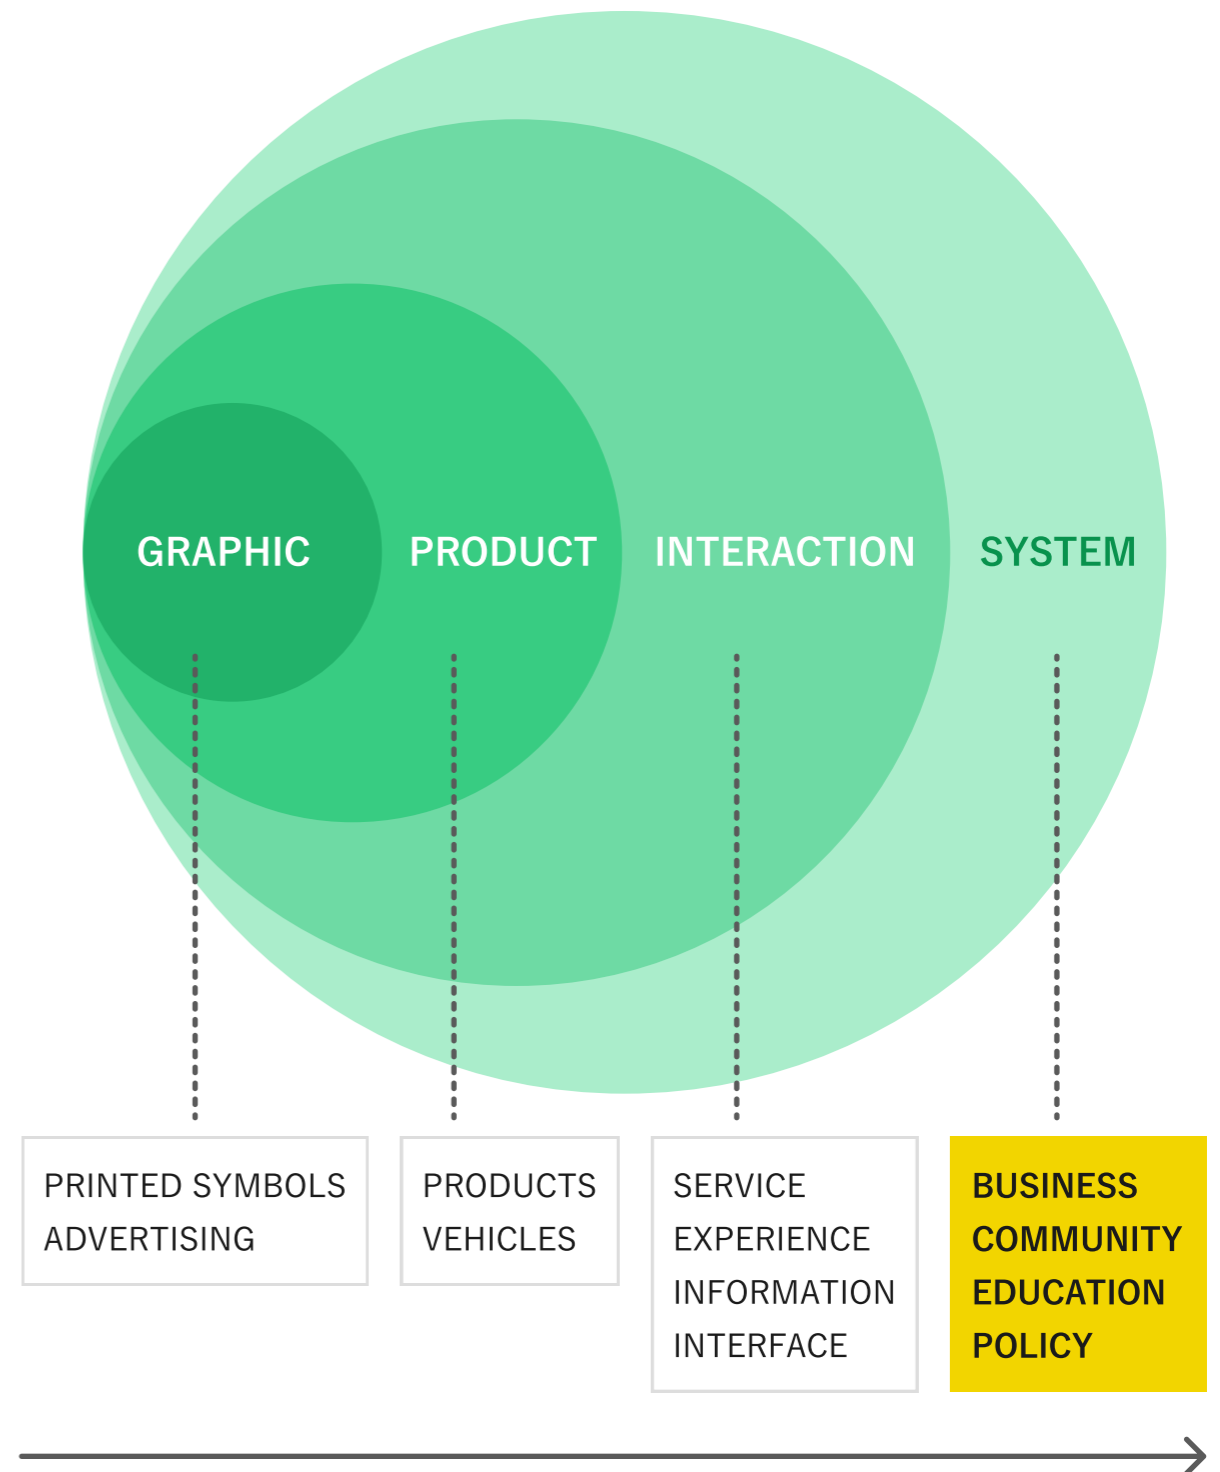 GRAPHIC PRODUCT INTERACTION SYSTEM
PRINTED SYMBOLS
ADVERTISING
PRODUCTS
VEHICLES
SERVICE
EXPERIENCE
INFORMATION
INTERFACE
BUSINESS
COMMUNITY
EDUCATION
POLICY